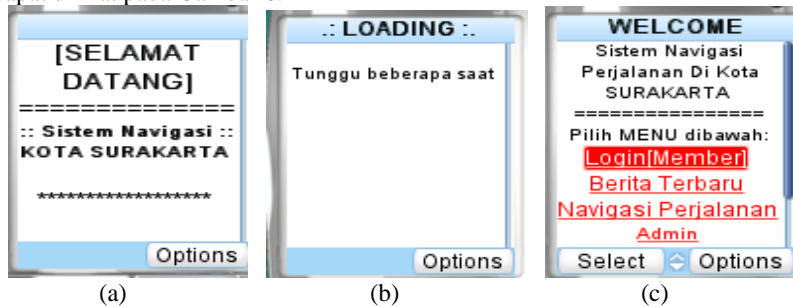 [SELAMAT
DATANG]
===============
:: Sistem Navigasi ::
KOTA SURAKARTA
******************
Options
(a)
.: LOADING :.
Tunggu beberapa saat
Options
(b)
WELCOME
Sistem Navigasi
Perjalanan Di Kota
SURAKARTA
=================
Pilih MENU dibawah:
Login[Member]
Berita Terbaru
Navigasi Perjalanan
Admin
Select Options
(c)